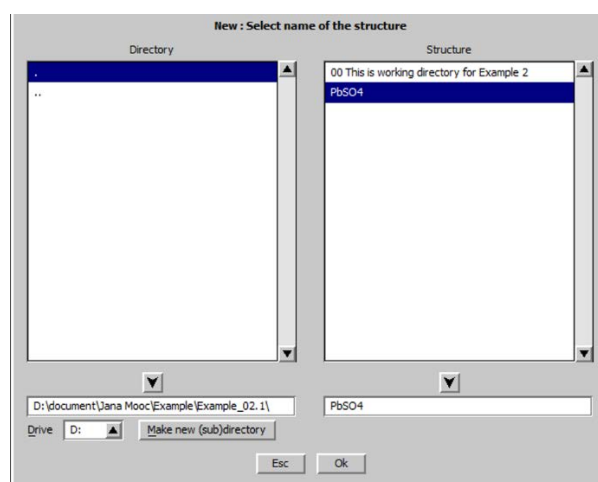 New : Select name of the structure
Directory
Structure
.
..
00 This is working directory for Example 2
PbSO4
D:\document\Jana Mooc\Example\Example_02.1\
PbSO4
Drive D: Make new (sub)directory
Esc Ok